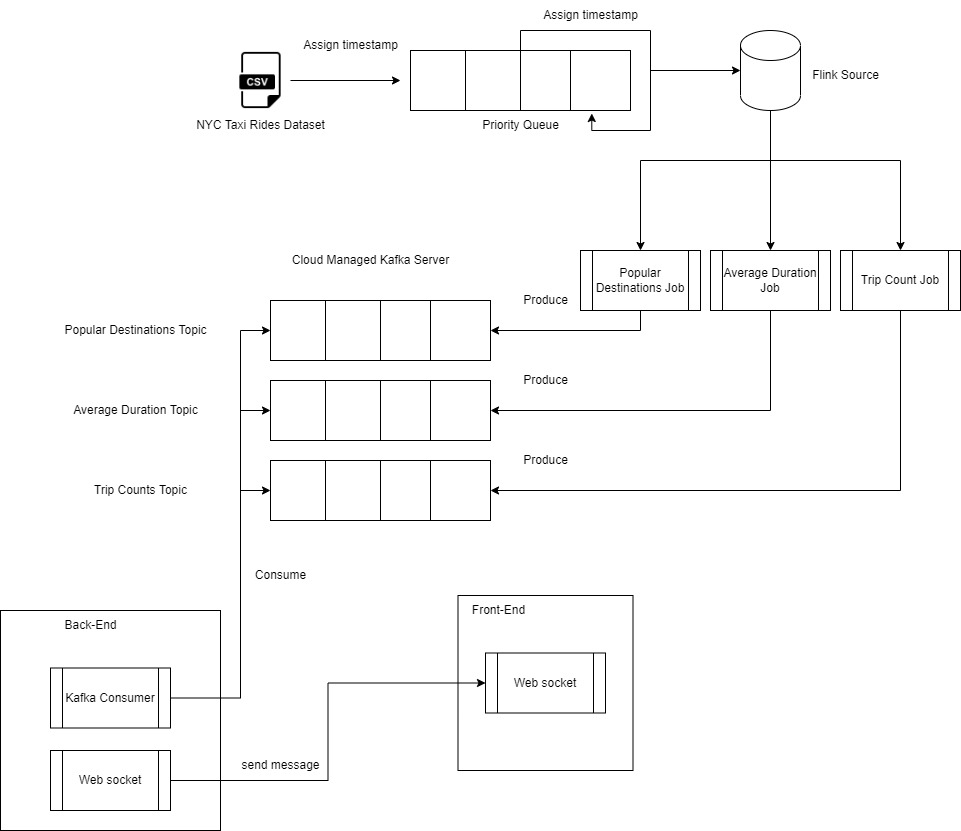 Assign timestamp
Assign timestamp
CSV
Flink Source
NYC Taxi Rides Dataset
Priority Queue
Cloud Managed Kafka Server
Popular
Destinations Job
Average Duration
Job
Trip Count Job
Produce
Popular Destinations Topic
Produce
Average Duration Topic
Produce
Trip Counts Topic
Consume
Back-End
Front-End
Kafka Consumer
Web socket
send message
Web socket